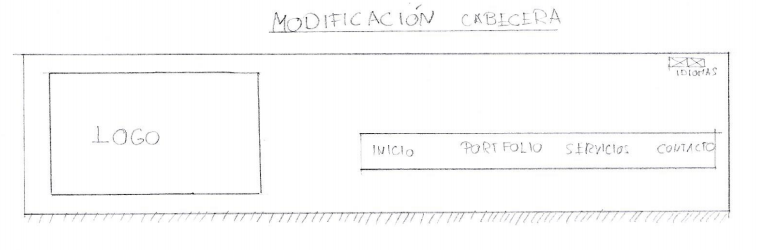 MODIFICACIÓN CABECERA
IDIOMAS
LOGO
INICIO PORTFOLIO SERVICIOS CONTACTO